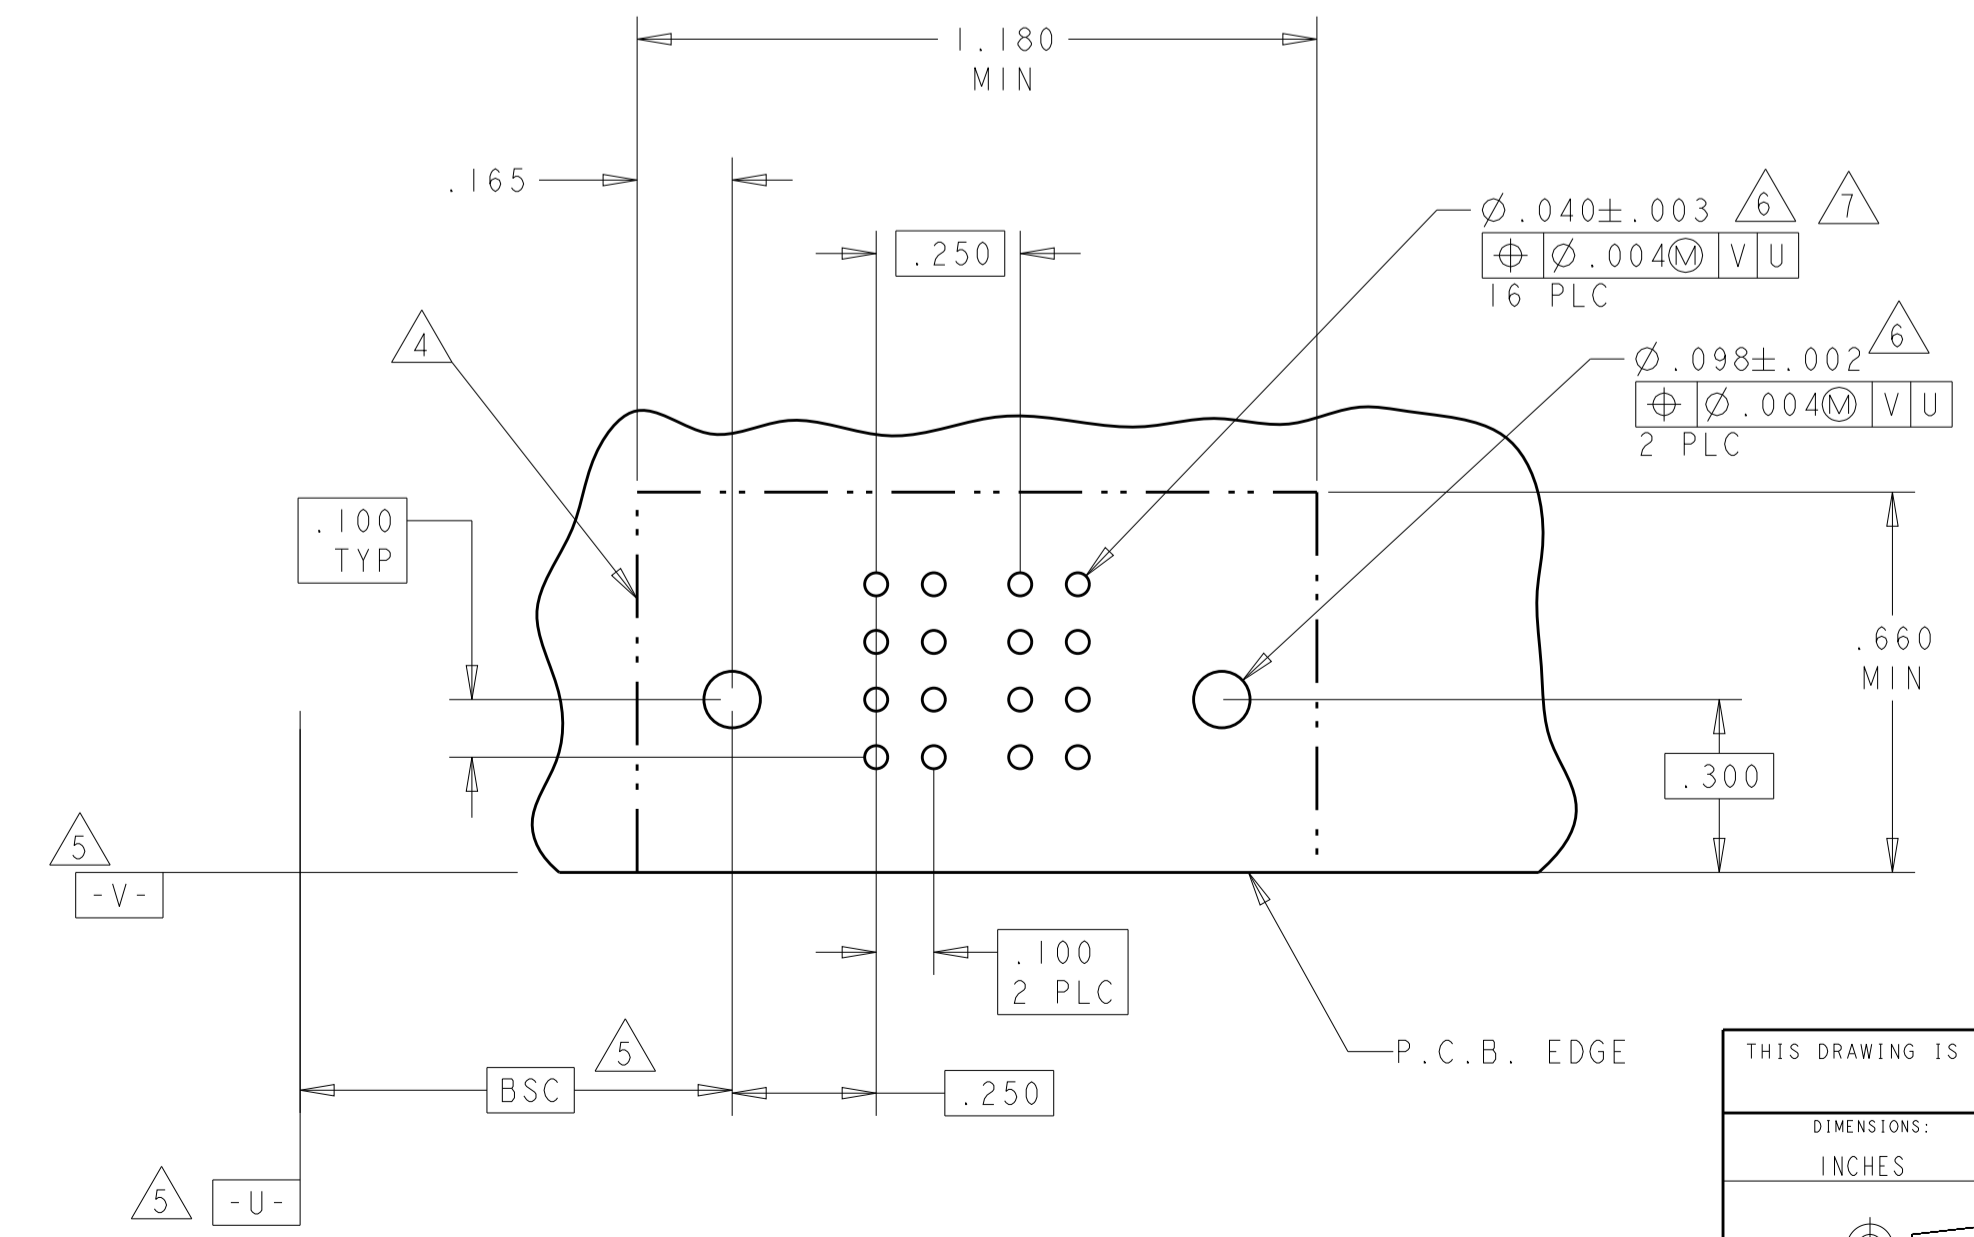 1.180
MIN
.165
.250
Ø.040±.003 6 7
⌖ Ø.004Ⓜ V U
16 PLC
4
6
Ø.098±.002
⌖ Ø.004Ⓜ V U
2 PLC
.100
TYP
.660
MIN
.300
5
-V-
.100
2 PLC
5
BSC
.250
P.C.B. EDGE
5
-U-
THIS DRAWING IS
DIMENSIONS:
INCHES